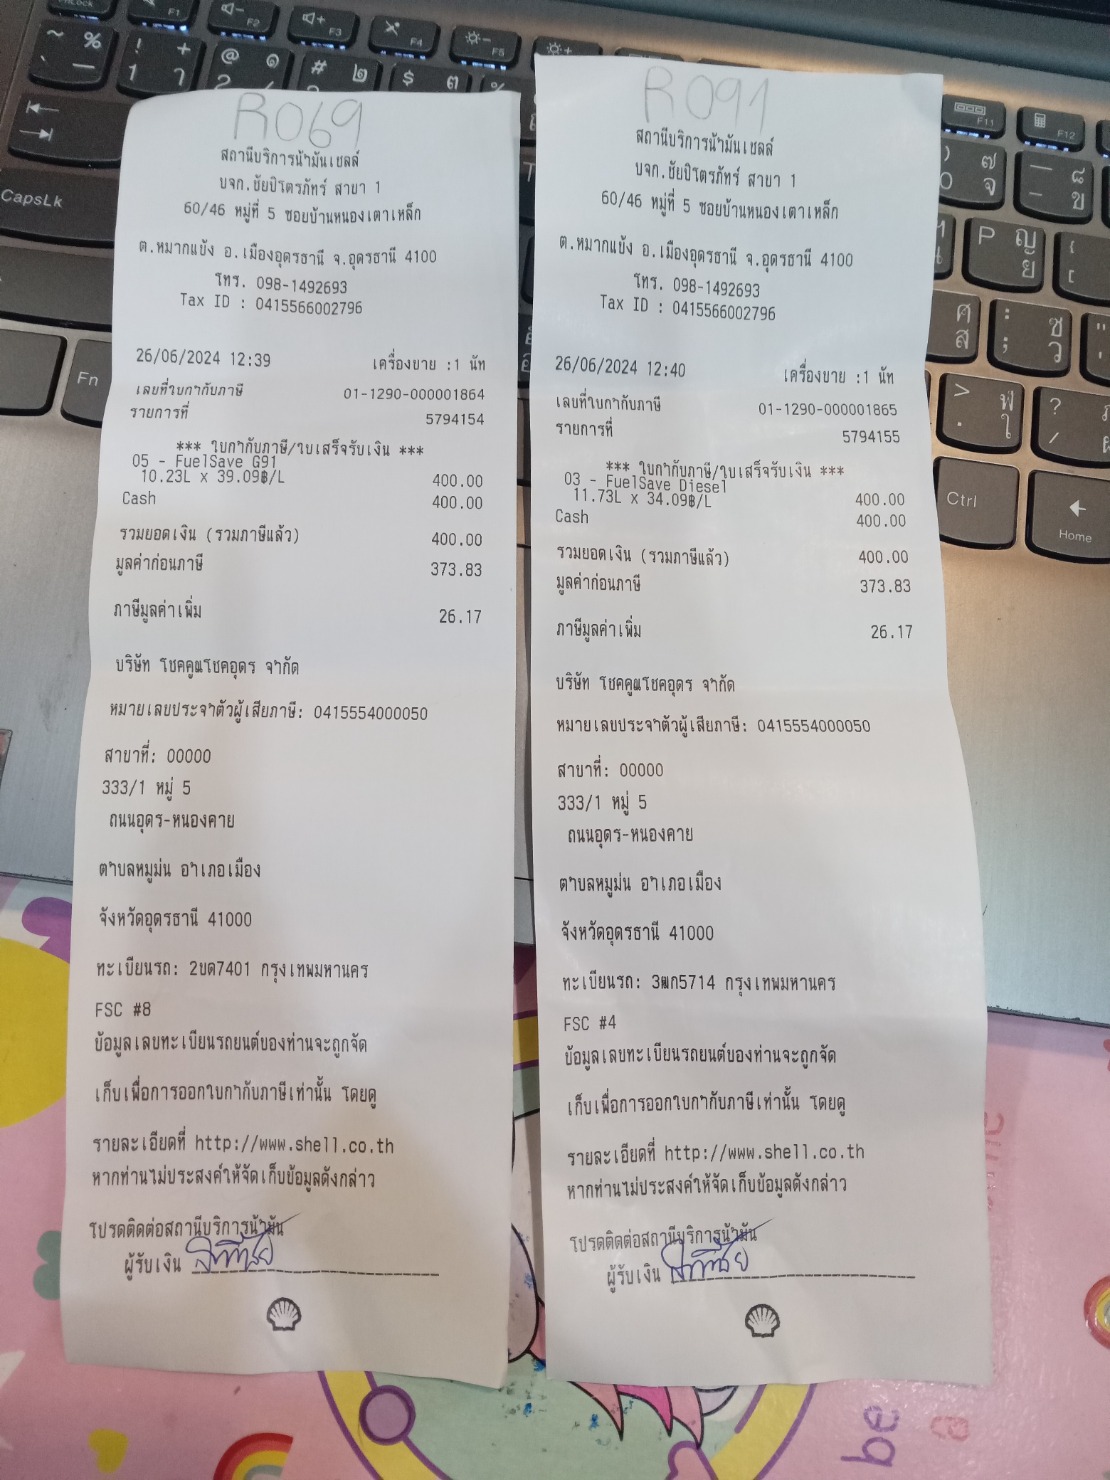 R069
สถานีบริการน้ำมันเชลล์
บจก.ชัยปิโตรภัทร์ สาขา 1
60/46 หมู่ที่ 5 ซอยบ้านหนองเตาเหล็ก
ต.หมากแข้ง อ.เมืองอุดรธานี จ.อุดรธานี 4100
โทร. 098-1492693
Tax ID : 0415566002796
26/06/2024 12:39 เครื่องขาย :1 นัท
เลขที่ใบกำกับภาษี 01-1290-000001864
รายการที่ 5794154
*** ใบกำกับภาษี/ใบเสร็จรับเงิน ***
05 - FuelSave G91
10.23L x 39.09฿/L 400.00
Cash 400.00
รวมยอดเงิน (รวมภาษีแล้ว) 400.00
มูลค่าก่อนภาษี 373.83
ภาษีมูลค่าเพิ่ม 26.17
บริษัท โชคคูณโชคอุดร จำกัด
หมายเลขประจำตัวผู้เสียภาษี: 0415554000050
สาขาที่: 00000
333/1 หมู่ 5
ถนนอุดร-หนองคาย
ตำบลหมูม่น อำเภอเมือง
จังหวัดอุดรธานี 41000
ทะเบียนรถ: 2ขด7401 กรุงเทพมหานคร
FSC #8
ข้อมูลเลขทะเบียนรถยนต์ของท่านจะถูกจัด
เก็บเพื่อการออกใบกำกับภาษีเท่านั้น โดยดู
รายละเอียดที่ http://www.shell.co.th
หากท่านไม่ประสงค์ให้จัดเก็บข้อมูลดังกล่าว
โปรดติดต่อสถานีบริการน้ำมัน
ผู้รับเงิน
R091
สถานีบริการน้ำมันเชลล์
บจก.ชัยปิโตรภัทร์ สาขา 1
60/46 หมู่ที่ 5 ซอยบ้านหนองเตาเหล็ก
ต.หมากแข้ง อ.เมืองอุดรธานี จ.อุดรธานี 4100
โทร. 098-1492693
Tax ID : 0415566002796
26/06/2024 12:40 เครื่องขาย :1 นัท
เลขที่ใบกำกับภาษี 01-1290-000001865
รายการที่ 5794155
*** ใบกำกับภาษี/ใบเสร็จรับเงิน ***
03 - FuelSave Diesel
11.73L x 34.09฿/L 400.00
Cash 400.00
รวมยอดเงิน (รวมภาษีแล้ว) 400.00
มูลค่าก่อนภาษี 373.83
ภาษีมูลค่าเพิ่ม 26.17
บริษัท โชคคูณโชคอุดร จำกัด
หมายเลขประจำตัวผู้เสียภาษี: 0415554000050
สาขาที่: 00000
333/1 หมู่ 5
ถนนอุดร-หนองคาย
ตำบลหมูม่น อำเภอเมือง
จังหวัดอุดรธานี 41000
ทะเบียนรถ: 3ฒก5714 กรุงเทพมหานคร
FSC #4
ข้อมูลเลขทะเบียนรถยนต์ของท่านจะถูกจัด
เก็บเพื่อการออกใบกำกับภาษีเท่านั้น โดยดู
รายละเอียดที่ http://www.shell.co.th
หากท่านไม่ประสงค์ให้จัดเก็บข้อมูลดังกล่าว
โปรดติดต่อสถานีบริการน้ำมัน
ผู้รับเงิน
CapsLk
Fn
Ctrl
Home
F1
F2
F3
F4
F5
F11
F12
be
a